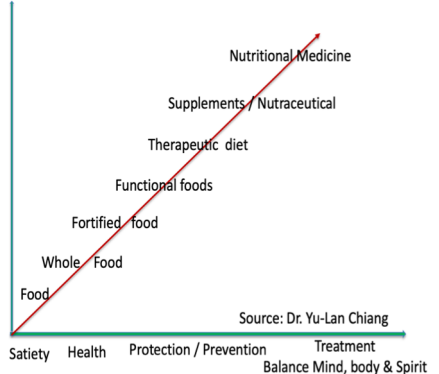 Nutritional Medicine
Supplements / Nutraceutical
Therapeutic diet
Functional foods
Fortified food
Whole Food
Food
Source: Dr. Yu-Lan Chiang
Satiety Health Protection / Prevention Treatment
Balance Mind, body & Spirit